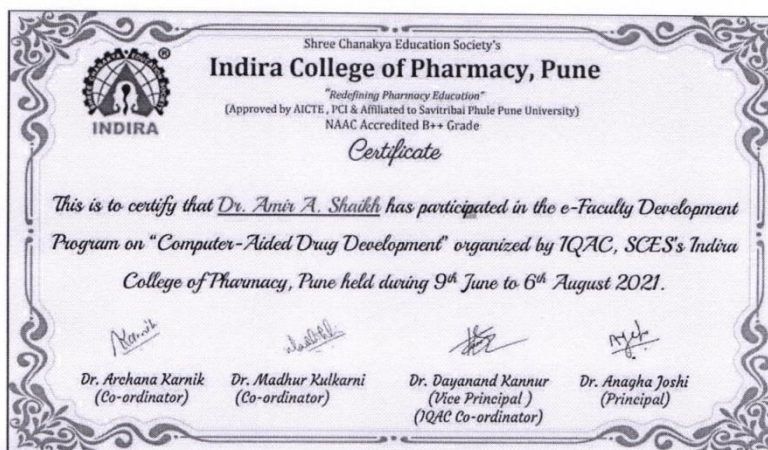 Shree Chanakya Education Society's
Indira College of Pharmacy, Pune
"Redefining Pharmacy Education"
(Approved by AICTE , PCI & Affiliated to Savitribai Phule Pune University)
NAAC Accredited B++ Grade
®
INDIRA
Certificate
This is to certify that Dr. Amir A. Shaikh has participated in the e-Faculty Development
Program on "Computer-Aided Drug Development" organized by IQAC, SCES's Indira
College of Pharmacy, Pune held during 9th June to 6th August 2021.
Dr. Archana Karnik
(Co-ordinator)
Dr. Madhur Kulkarni
(Co-ordinator)
Dr. Dayanand Kannur
(Vice Principal )
(IQAC Co-ordinator)
Dr. Anagha Joshi
(Principal)